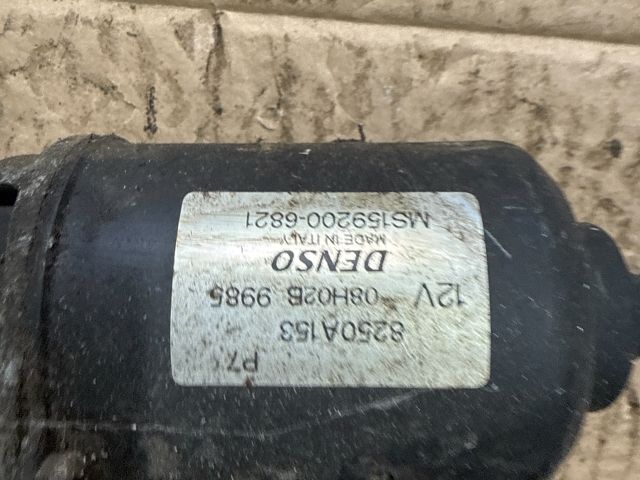 P7
8250A153
12V 08H02B 9985
DENSO
MADE IN ITALY
MS159200-6821